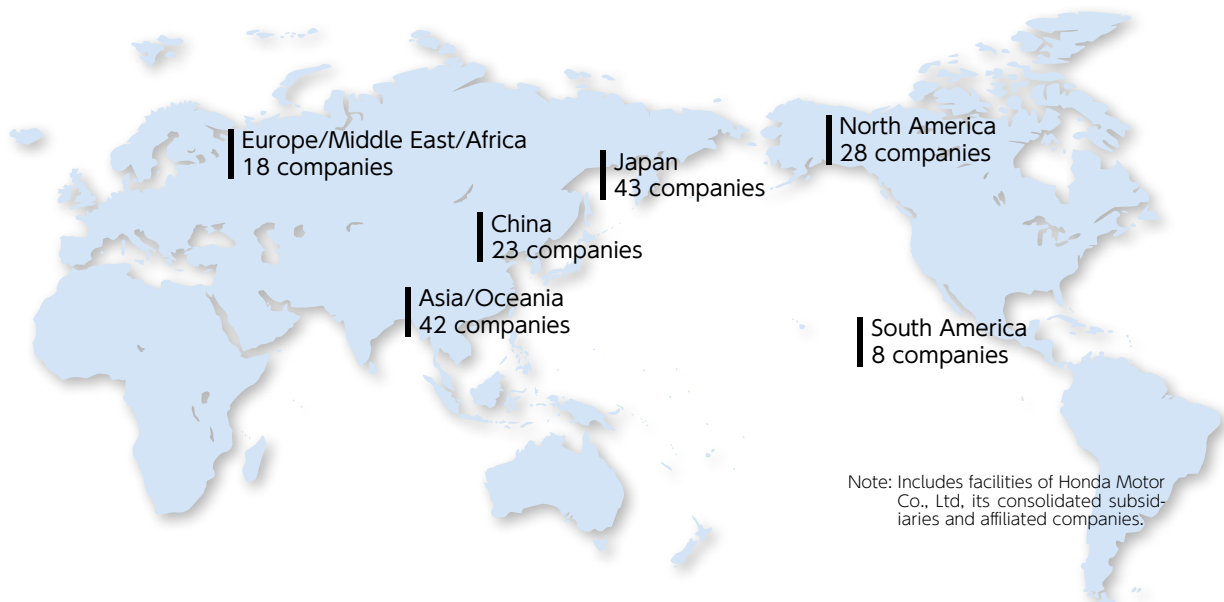 Europe/Middle East/Africa
18 companies
Japan
43 companies
North America
28 companies
China
23 companies
Asia/Oceania
42 companies
South America
8 companies
Note: Includes facilities of Honda Motor
Co., Ltd, its consolidated subsid-
iaries and affiliated companies.